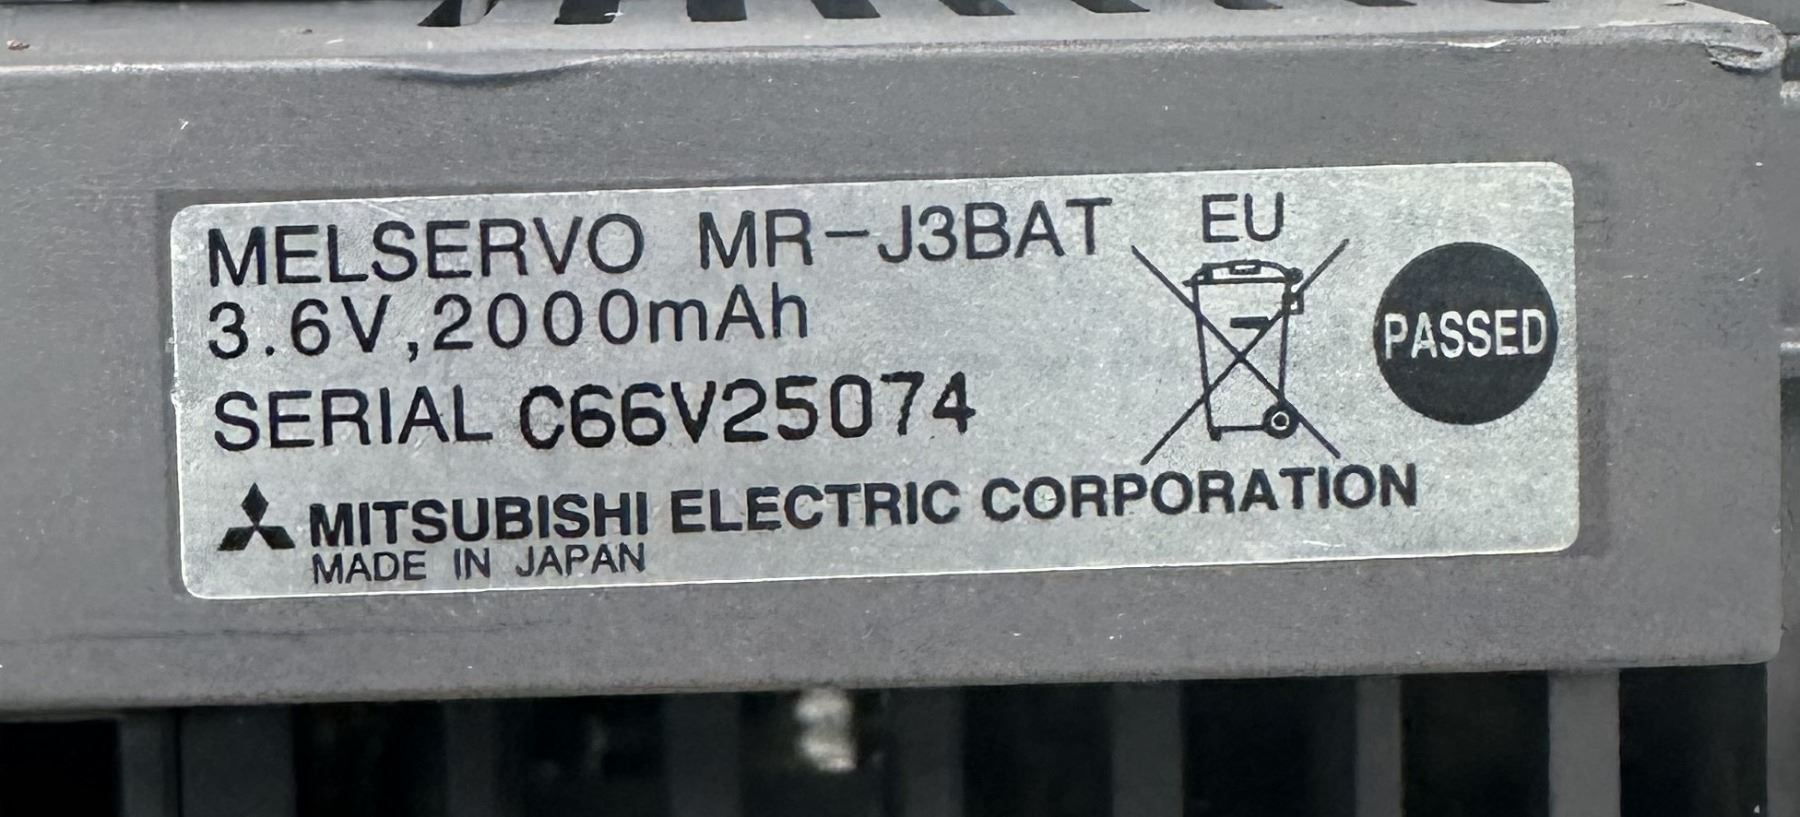 MELSERVO MR-J3BAT
3.6V,2000mAh
SERIAL C66V25074
MITSUBISHI ELECTRIC CORPORATION
MADE IN JAPAN
EU
PASSED